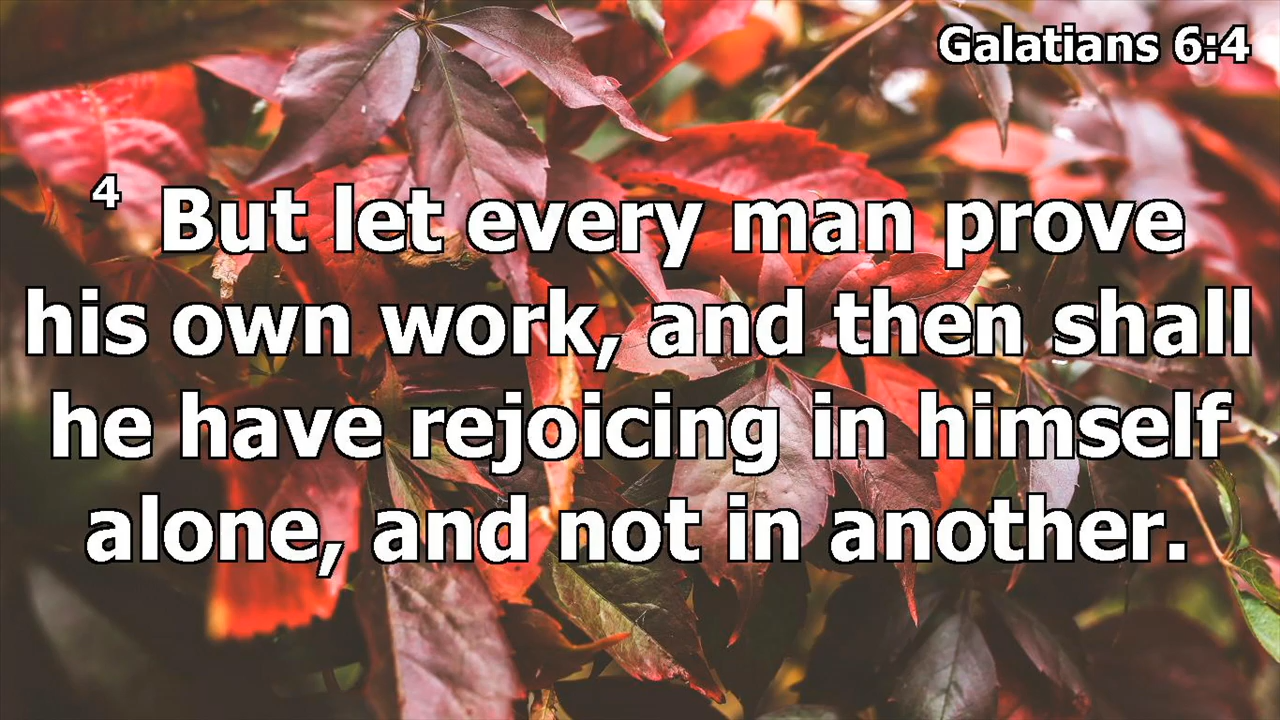 Galatians 6:4
4 But let every man prove
his own work, and then shall
he have rejoicing in himself
alone, and not in another.